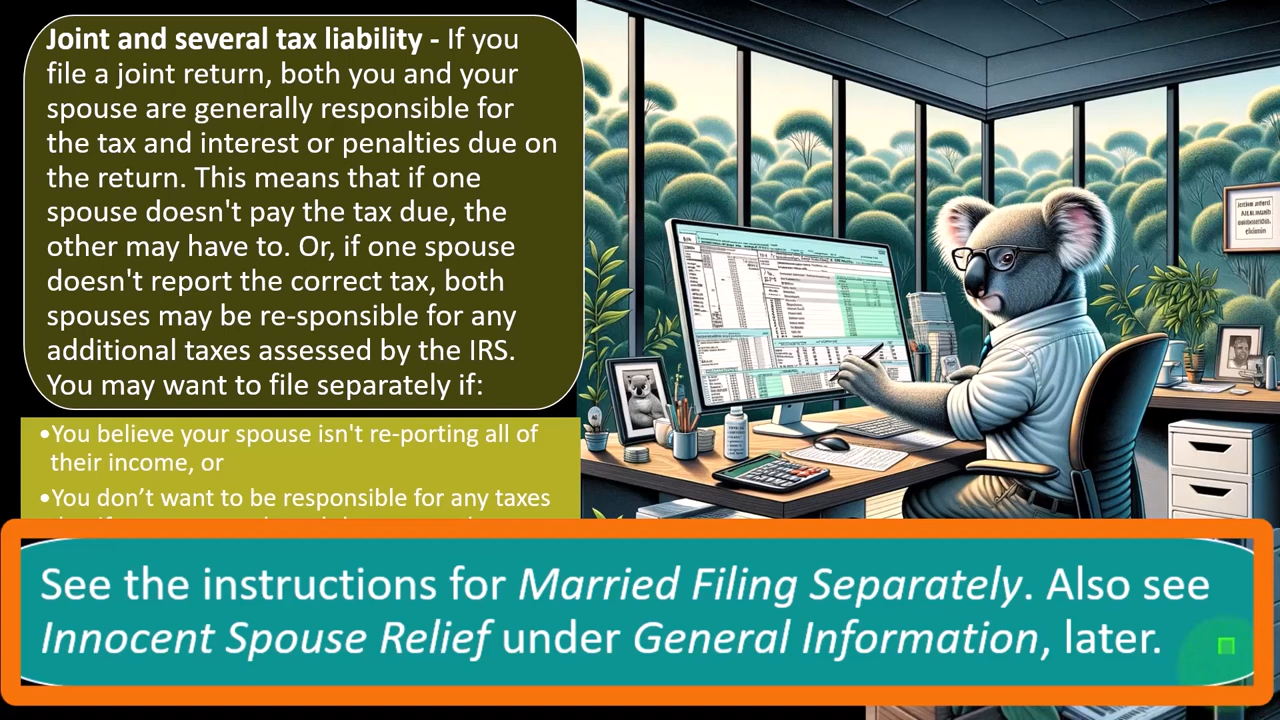 Joint and several tax liability - If you
file a joint return, both you and your
spouse are generally responsible for
the tax and interest or penalties due on
the return. This means that if one
spouse doesn't pay the tax due, the
other may have to. Or, if one spouse
doesn't report the correct tax, both
spouses may be re-sponsible for any
additional taxes assessed by the IRS.
You may want to file separately if:
•You believe your spouse isn't re-porting all of
their income, or
•You don’t want to be responsible for any taxes
See the instructions for Married Filing Separately. Also see
Innocent Spouse Relief under General Information, later.